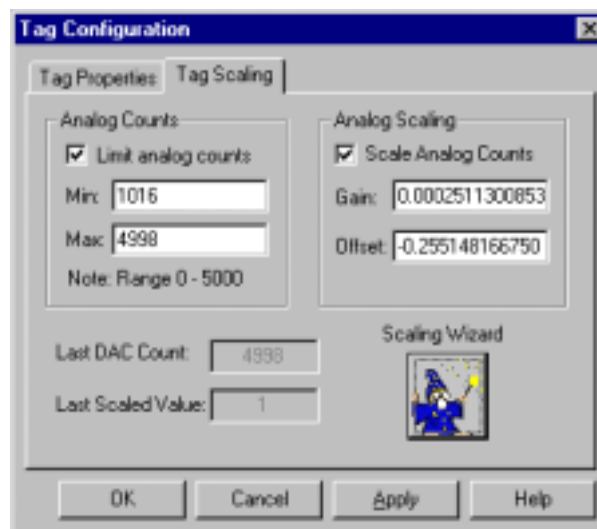 Tag Configuration
Tag Properties Tag Scaling
Analog Counts
Limit analog counts
Min: 1016
Max: 4998
Note: Range 0 - 5000
Analog Scaling
Scale Analog Counts
Gain: 0.0002511300853
Offset: -0.255148166750
Last DAC Count: 4998
Last Scaled Value: 1
Scaling Wizard
OK Cancel Apply Help